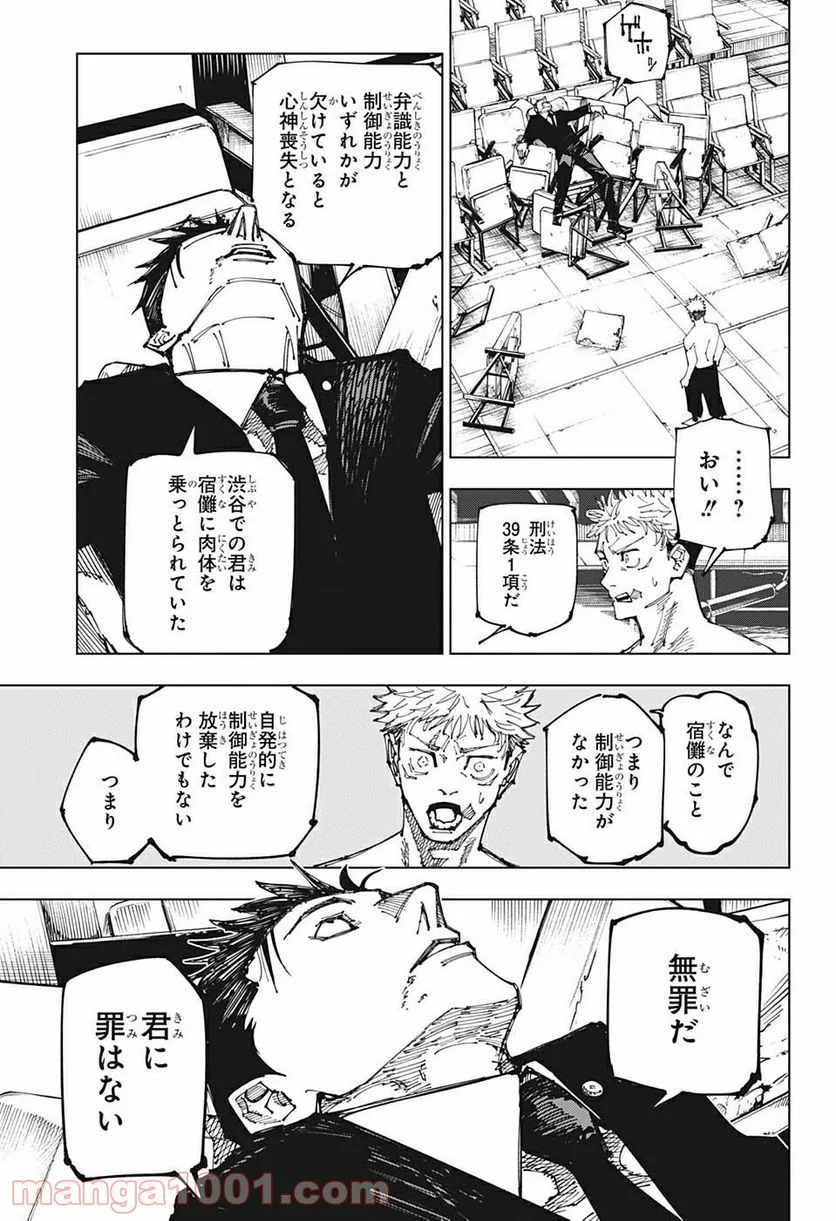 ゲホッ
……？
おい!!
刑法
39条1項だ
弁識能力と
制御能力
いずれかが
欠けていると
心神喪失となる
渋谷での君は
宿儺に肉体を
乗っとられていた
なんで
宿儺のこと
つまり
制御能力が
なかった
自発的に
制御能力を
放棄した
わけでもない
つまり
無罪だ
君に
罪はない
manga1001.com